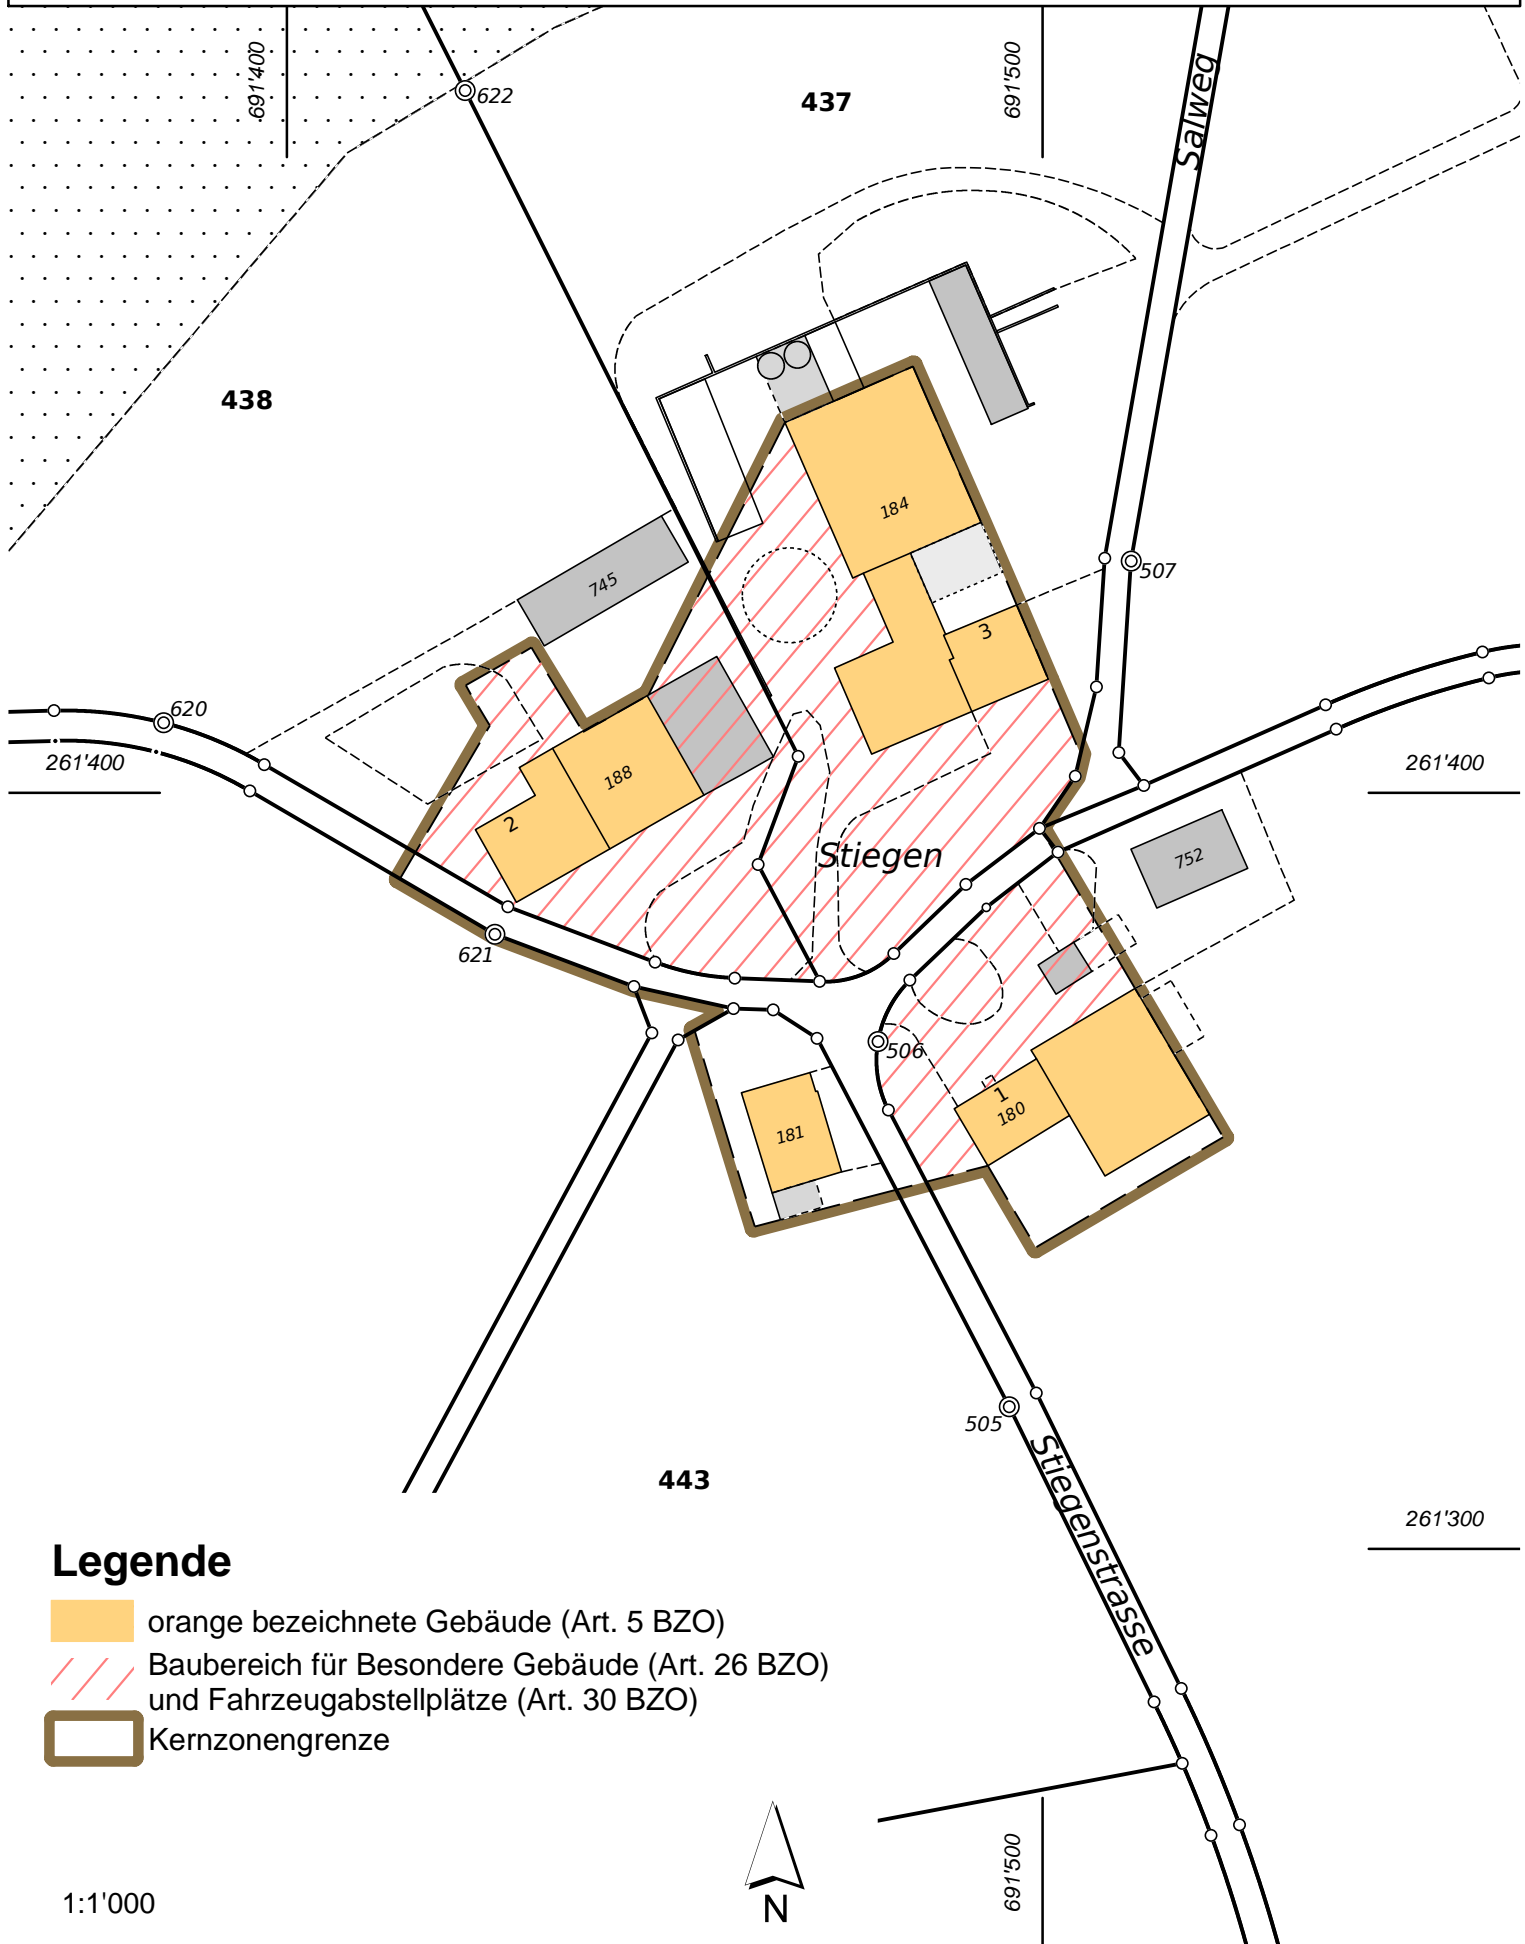 691'400
691'500
Salweg
622
437
438
184
507
745
3
620
261'400
261'400
188
2
Stiegen
752
621
506
1
180
181
505
443
Stiegenstrasse
261'300
Legende
orange bezeichnete Gebäude (Art. 5 BZO)
Baubereich für Besondere Gebäude (Art. 26 BZO)
und Fahrzeugabstellplätze (Art. 30 BZO)
Kernzonengrenze
691'500
1:1'000
N